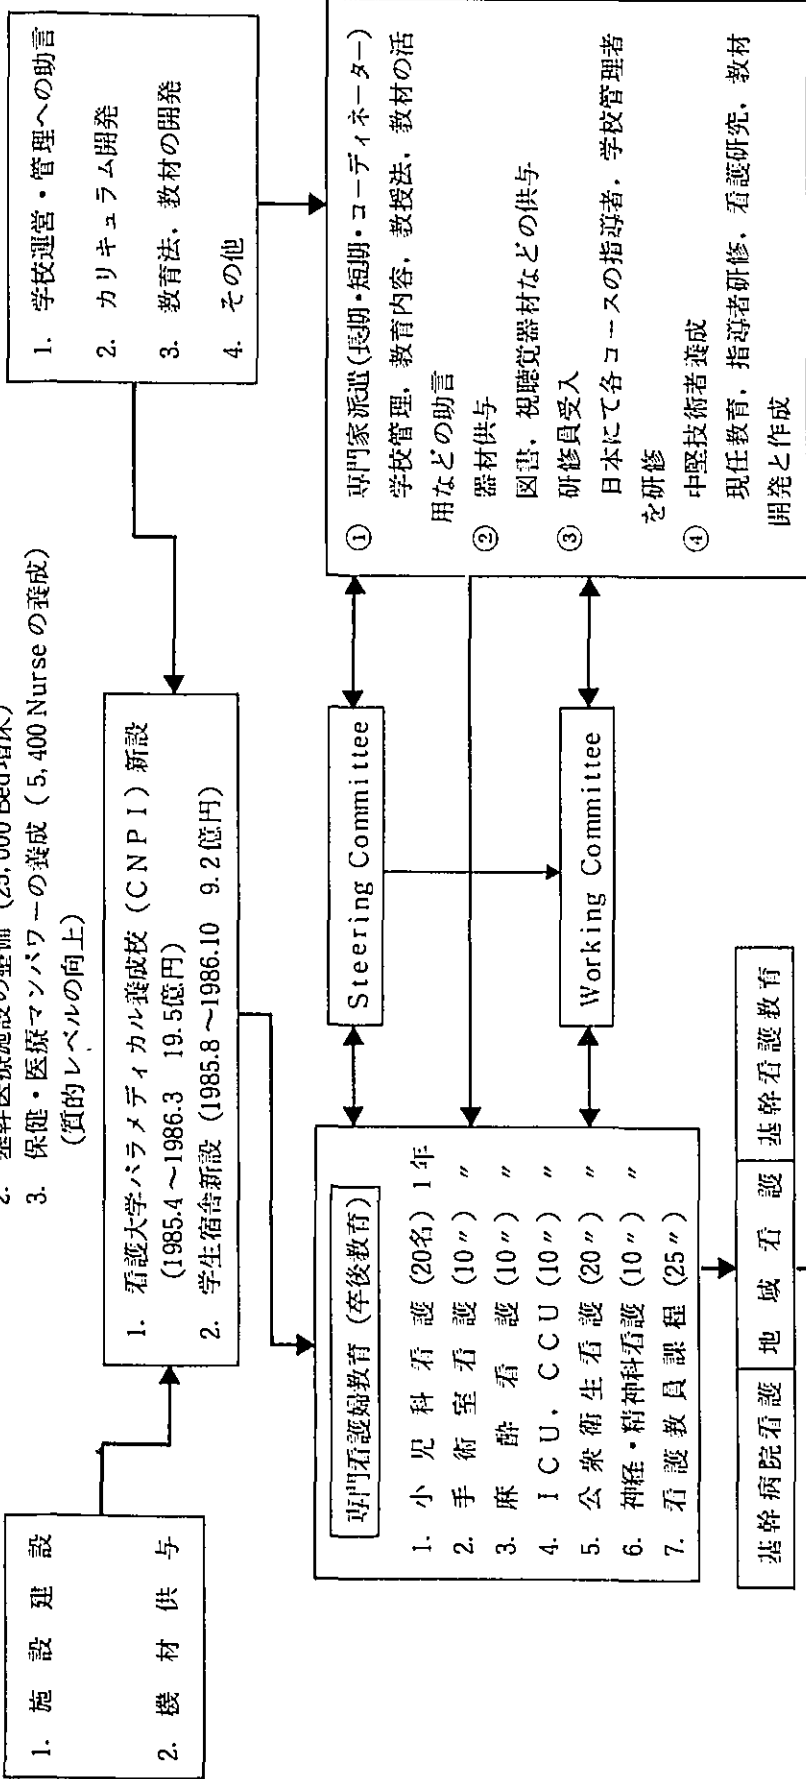 2. 基幹医療施設の整備 (25,000 Bed増床)
3. 保健・医療マンパワーの養成 (5,400 Nurseの養成)
(質的レベルの向上)
1. 施設建設
2. 機材供与
1. 看護大学パラメディカル養成校 (CNPI) 新設
(1985.4〜1986.3 19.5億円)
2. 学生宿舎新設 (1985.8〜1986.10 9.2億円)
1. 学校運営・管理への助言
2. カリキュラム開発
3. 教育法，教材の開発
4. その他
専門看護婦教育 (卒後教育)
1. 小児科看護 (20名) 1年
2. 手術室看護 (10〃) 〃
3. 麻酔看護 (10〃) 〃
4. ICU, CCU (10〃) 〃
5. 公衆衛生看護 (20〃) 〃
6. 神経・精神科看護 (10〃) 〃
7. 看護教員課程 (25〃)
Steering Committee
Working Committee
① 専門家派遣 (長期・短期・コーディネーター)
学校管理，教育内容，教授法，教材の活
用などの助言
② 器材供与
図書，視聴覚器材などの供与
③ 研修員受入
日本にて各コースの指導者，学校管理者
を研修
④ 中堅技術者養成
現任教育，指導者研修，看護研究，教材
開発と作成
基幹病院看護 地域看護 基幹看護教育